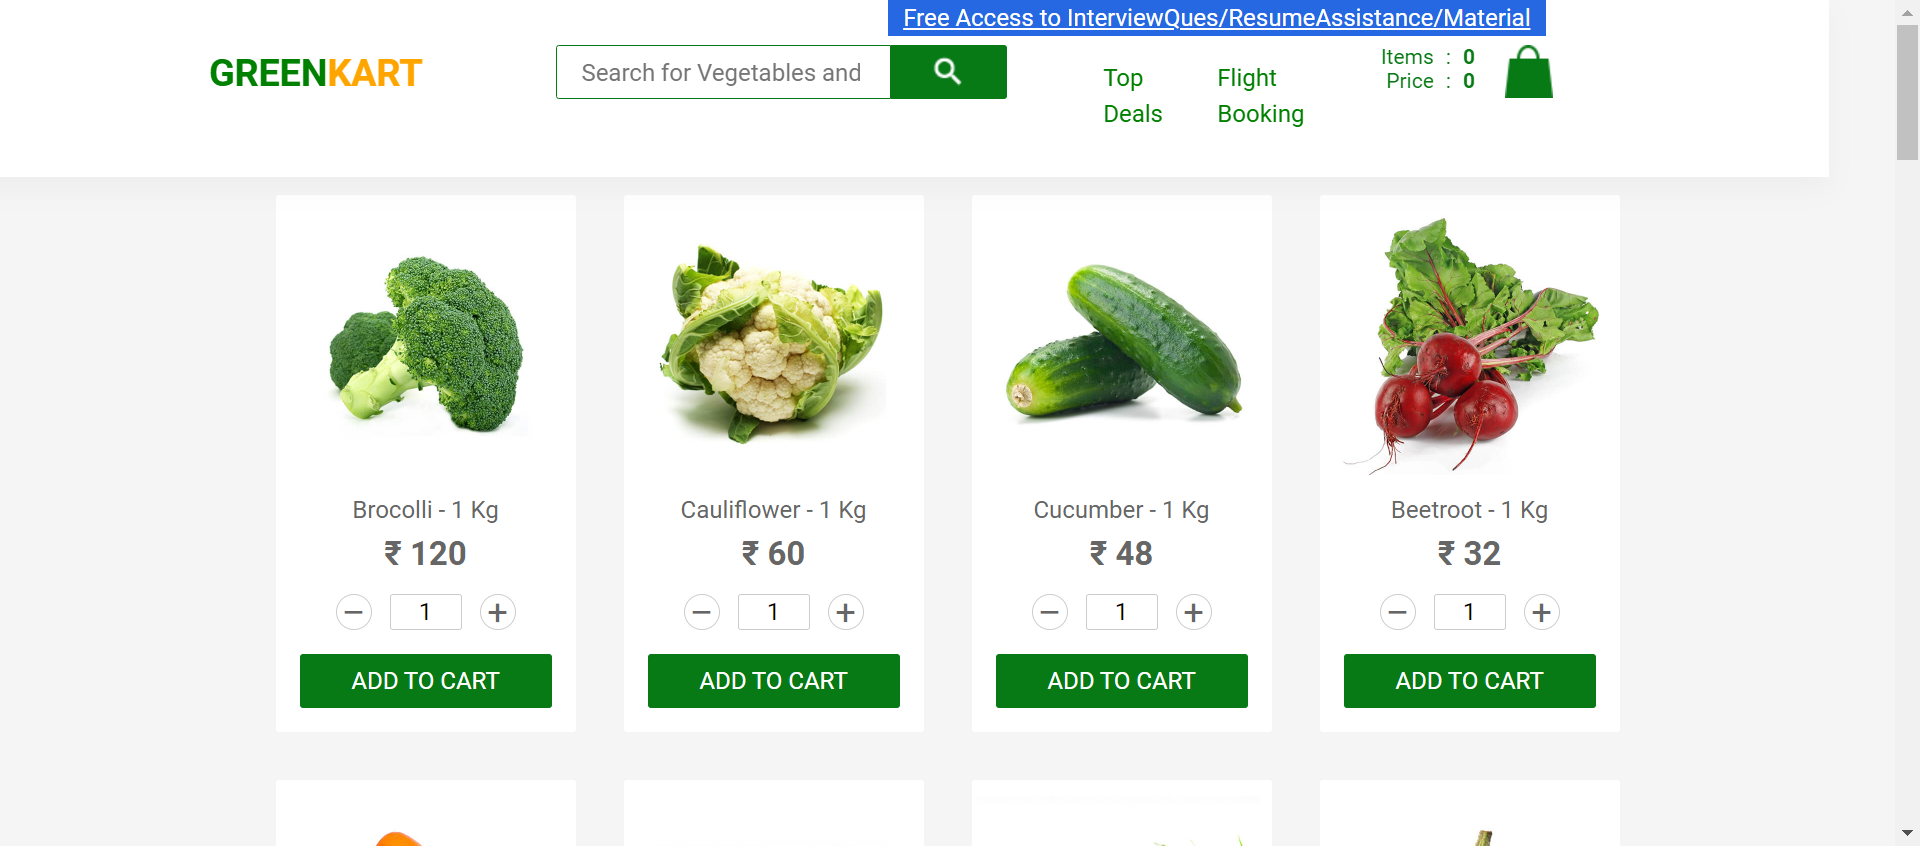 Free Access to InterviewQues/ResumeAssistance/Material
GREENKART
Search for Vegetables and
Top Deals
Flight Booking
Items : 0
Price : 0
Brocolli - 1 Kg
₹ 120
− 1 +
ADD TO CART
Cauliflower - 1 Kg
₹ 60
− 1 +
ADD TO CART
Cucumber - 1 Kg
₹ 48
− 1 +
ADD TO CART
Beetroot - 1 Kg
₹ 32
− 1 +
ADD TO CART